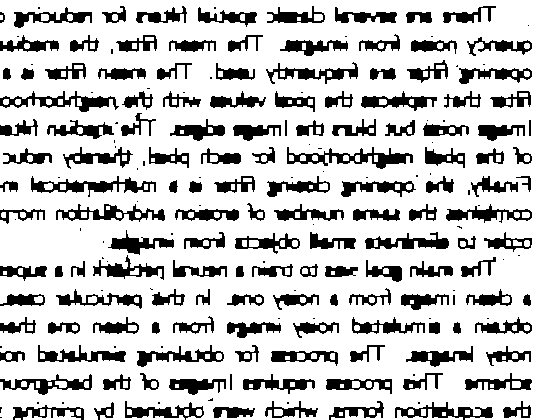 There are several classic spatial filters for reducing
quency noise from images. The mean filter, the median
opening filter are frequently used. The mean filter is a
filter that replaces the pixel values with the neighborhood
image noise but blurs the image edges. The median filter
of the pixel neighborhood for each pixel, thereby reduc
Finally, the opening closing filter is a mathematical m
combines the same number of erosion and dilation morp
order to eliminate small objects from images.
The main goal was to train a neural network in a super
a clean image from a noisy one. In this particular case,
obtain a simulated noisy image from a clean one then
noisy images. The process for obtaining simulated noi
scheme This process requires images of the background
the acquisition forms, which were obtained by printing